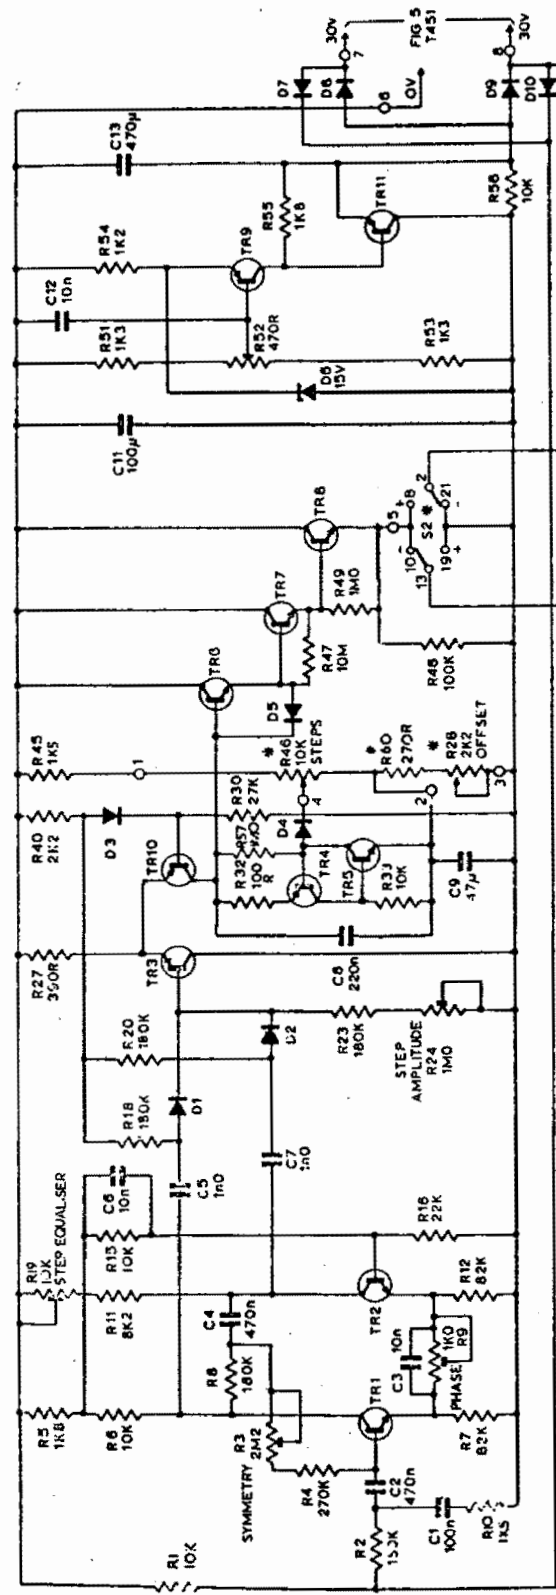 R1
10K
R5
1K8
R6
10K
R19
10K
STEP EQUALISER
R11
8K2
R15
10K
C6
10n
R18
180K
R20
180K
R27
390R
R40
2K2
R45
1K5
C11
100µ
R51
1K3
C12
10n
R54
1K2
C13
470µ
D7
D8
30V
7
FIG 5
T451
6
0V
30V
8
D9
D10
SYMMETRY
R3
2M2
R8
180K
C4
470n
C5
1n0
D1
C7
1n0
D2
TR3
TR10
D3
R32
100
R
R57
R30
27K
1
R46
10K
STEPS
*
D5
TR6
TR7
TR8
R47
10M
R49
1M0
D6
15V
R52
470R
TR9
R55
1K8
TR11
R4
270K
R2
C2
470n
TR1
TR2
C8
220n
TR4
TR5
R33
10K
D4
4
2
*
R60
270R
*
R28
2K2
OFFSET
3
R48
100K
5
10
-
+
8
13
19
+
S2
*
21
-
2
R53
1K3
R56
10K
C1
100n
R10
1K5
R7
82K
C3
10n
PHASE
1K0
R9
R12
82K
R16
22K
R23
180K
STEP
AMPLITUDE
R24
1M0
C9
47µ